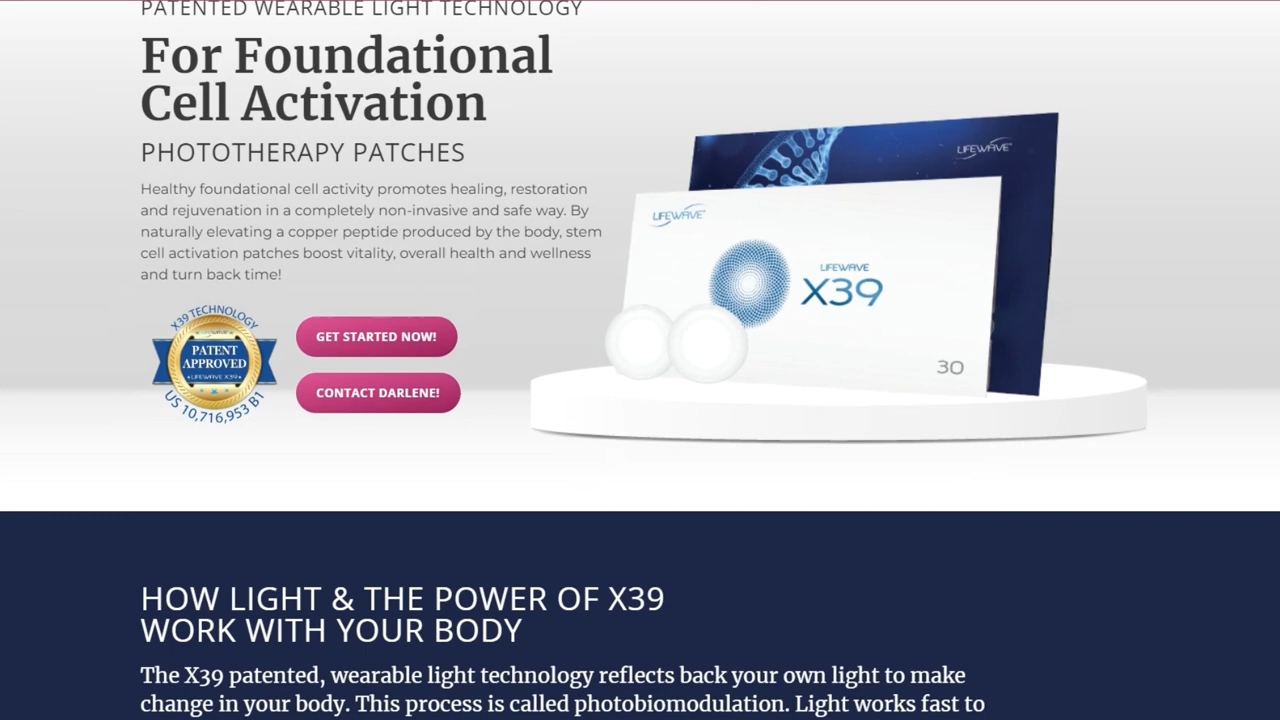 PATENTED WEARABLE LIGHT TECHNOLOGY
For Foundational
Cell Activation
PHOTOTHERAPY PATCHES
Healthy foundational cell activity promotes healing, restoration
and rejuvenation in a completely non-invasive and safe way. By
naturally elevating a copper peptide produced by the body, stem
cell activation patches boost vitality, overall health and wellness
and turn back time!
X39 TECHNOLOGY
PATENT
APPROVED
LIFEWAVE X39
US 10,716,953 B1
GET STARTED NOW!
CONTACT DARLENE!
LIFEWAVE
LIFEWAVE
LIFEWAVE
X39
30
HOW LIGHT & THE POWER OF X39
WORK WITH YOUR BODY
The X39 patented, wearable light technology reflects back your own light to make
change in your body. This process is called photobiomodulation. Light works fast to